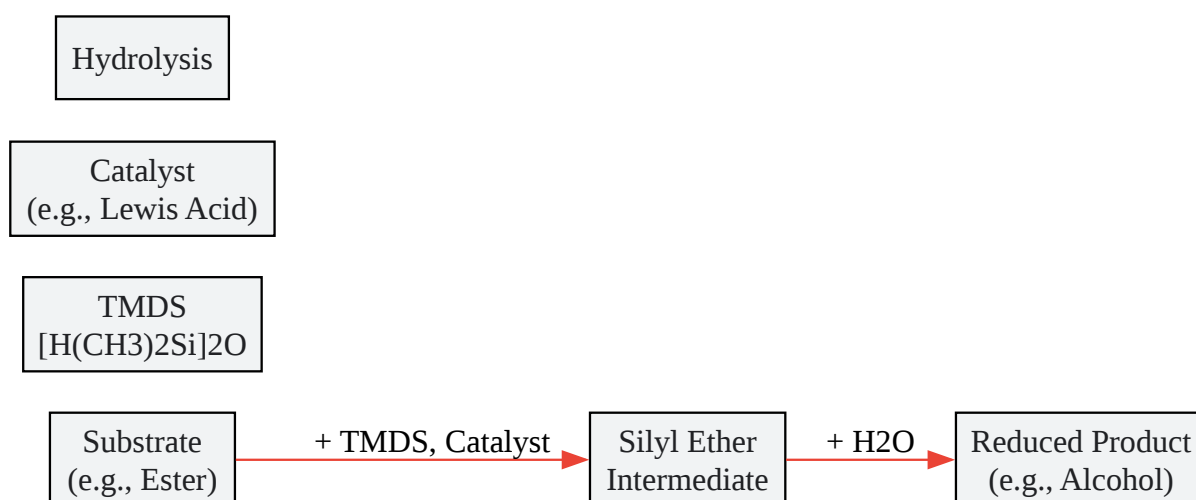 Hydrolysis
Catalyst
(e.g., Lewis Acid)
TMDS
[H(CH3)2Si]2O
Substrate
(e.g., Ester)
+ TMDS, Catalyst
Silyl Ether
Intermediate
+ H2O
Reduced Product
(e.g., Alcohol)